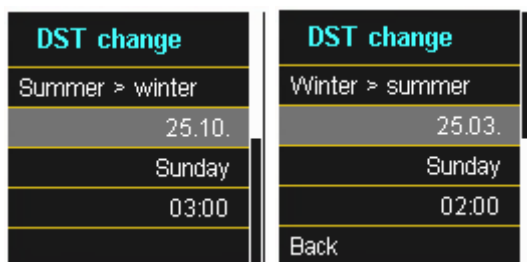 DST change
Summer > winter
25.10.
Sunday
03:00
DST change
Winter > summer
25.03.
Sunday
02:00
Back